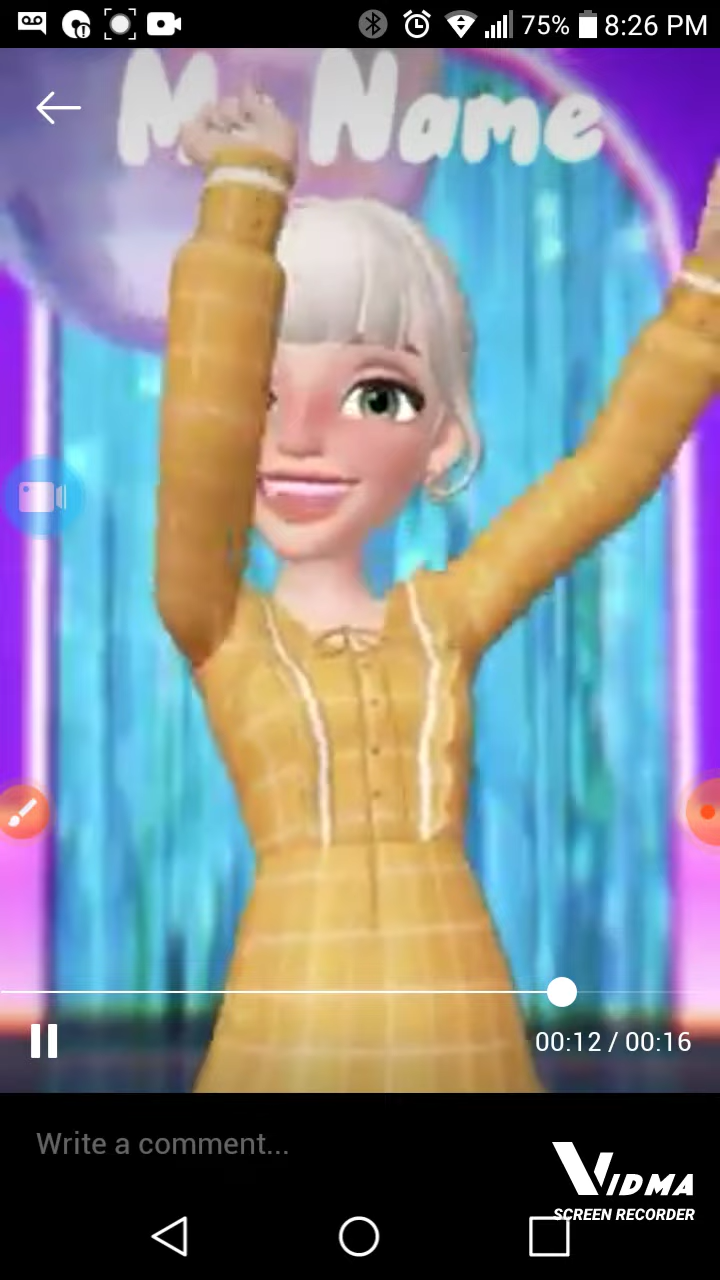 75% 8:26 PM
M Name
00:12 / 00:16
Write a comment...
VIDMA
SCREEN RECORDER